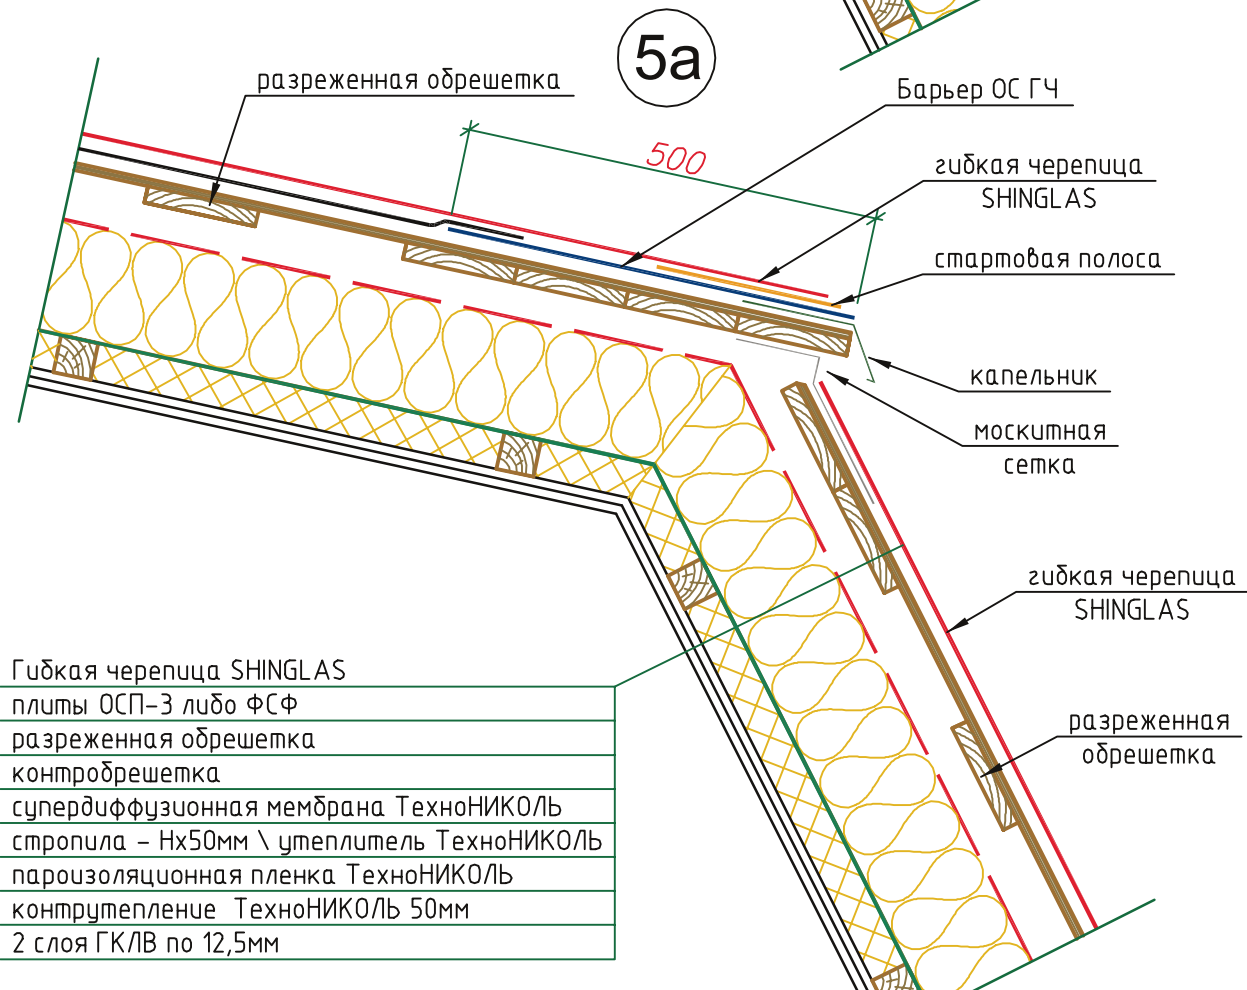 5а
разреженная обрешетка
Барьер ОС ГЧ
500
гибкая черепица
SHINGLAS
стартовая полоса
капельник
москитная
сетка
гибкая черепица
SHINGLAS
разреженная
обрешетка
Гибкая черепица SHINGLAS
плиты ОСП-3 либо ФСФ
разреженная обрешетка
контробрешетка
супердиффузионная мембрана ТехноНИКОЛЬ
стропила - Нх50мм \ утеплитель ТехноНИКОЛЬ
пароизоляционная пленка ТехноНИКОЛЬ
контрутепление ТехноНИКОЛЬ 50мм
2 слоя ГКЛВ по 12,5мм